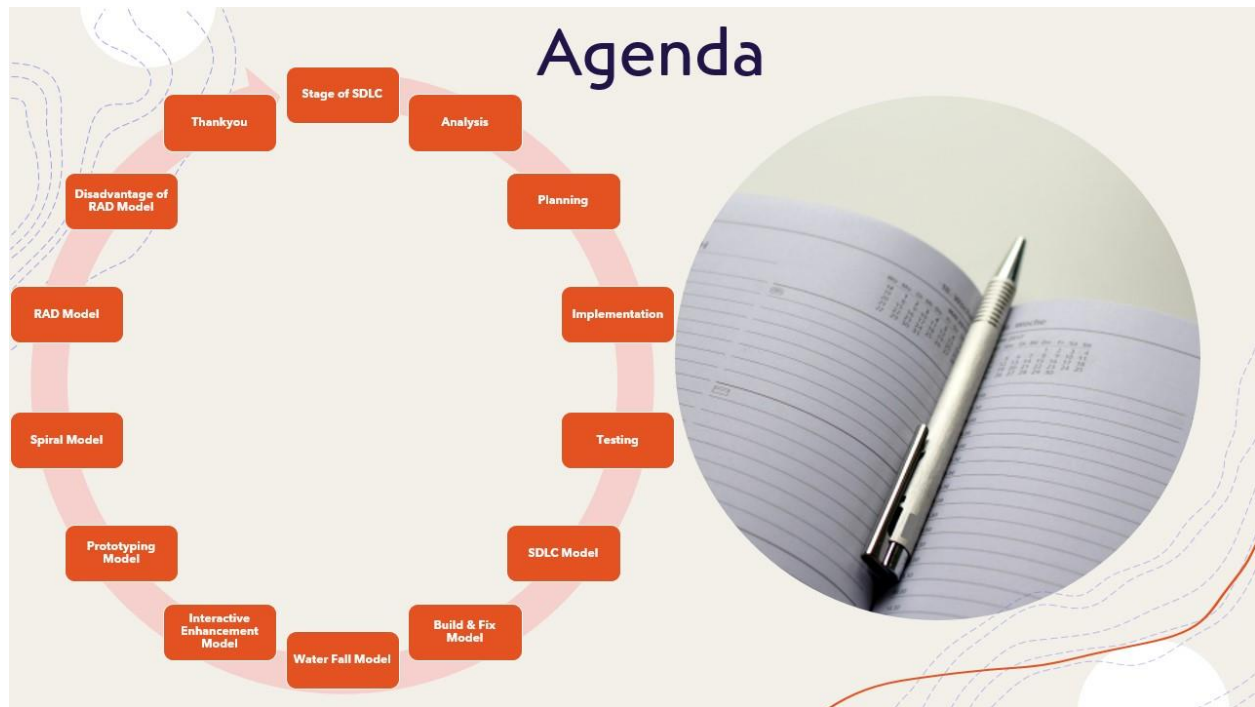 Agenda
Stage of SDLC
Analysis
Planning
Implementation
Testing
SDLC Model
Build & Fix
Model
Water Fall Model
Interactive
Enhancement
Model
Prototyping
Model
Spiral Model
RAD Model
Disadvantage of
RAD Model
Thankyou
Woche